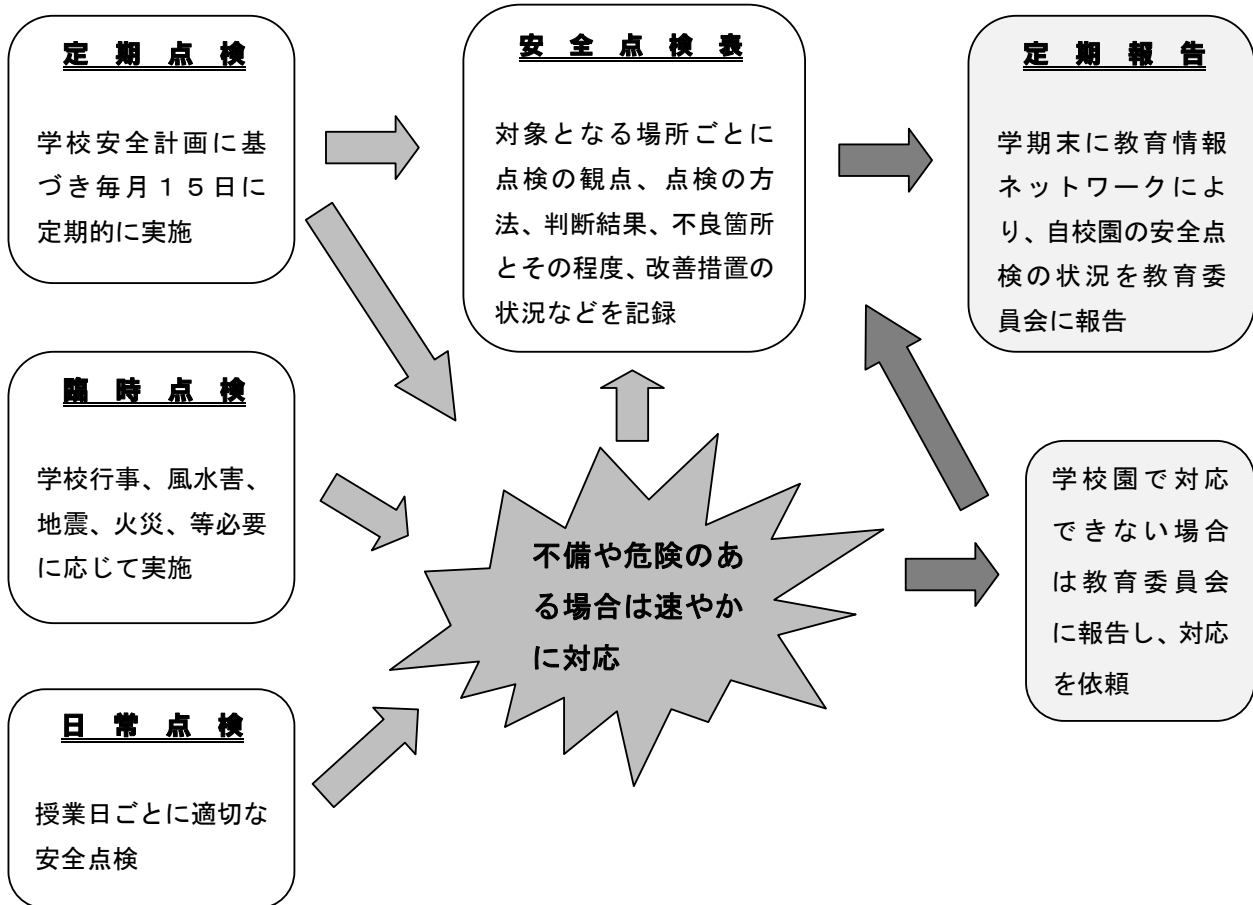 定期点検
学校安全計画に基
づき毎月１５日に
定期的に実施
安全点検表
対象となる場所ごとに
点検の観点、点検の方
法、判断結果、不良箇所
とその程度、改善措置の
状況などを記録
定期報告
学期末に教育情報
ネットワークによ
り、自校園の安全点
検の状況を教育委
員会に報告
臨時点検
学校行事、風水害、
地震、火災、等必要
に応じて実施
不備や危険のあ
る場合は速やか
に対応
学校園で対応
できない場合
は教育委員会
に報告し、対応
を依頼
日常点検
授業日ごとに適切な
安全点検